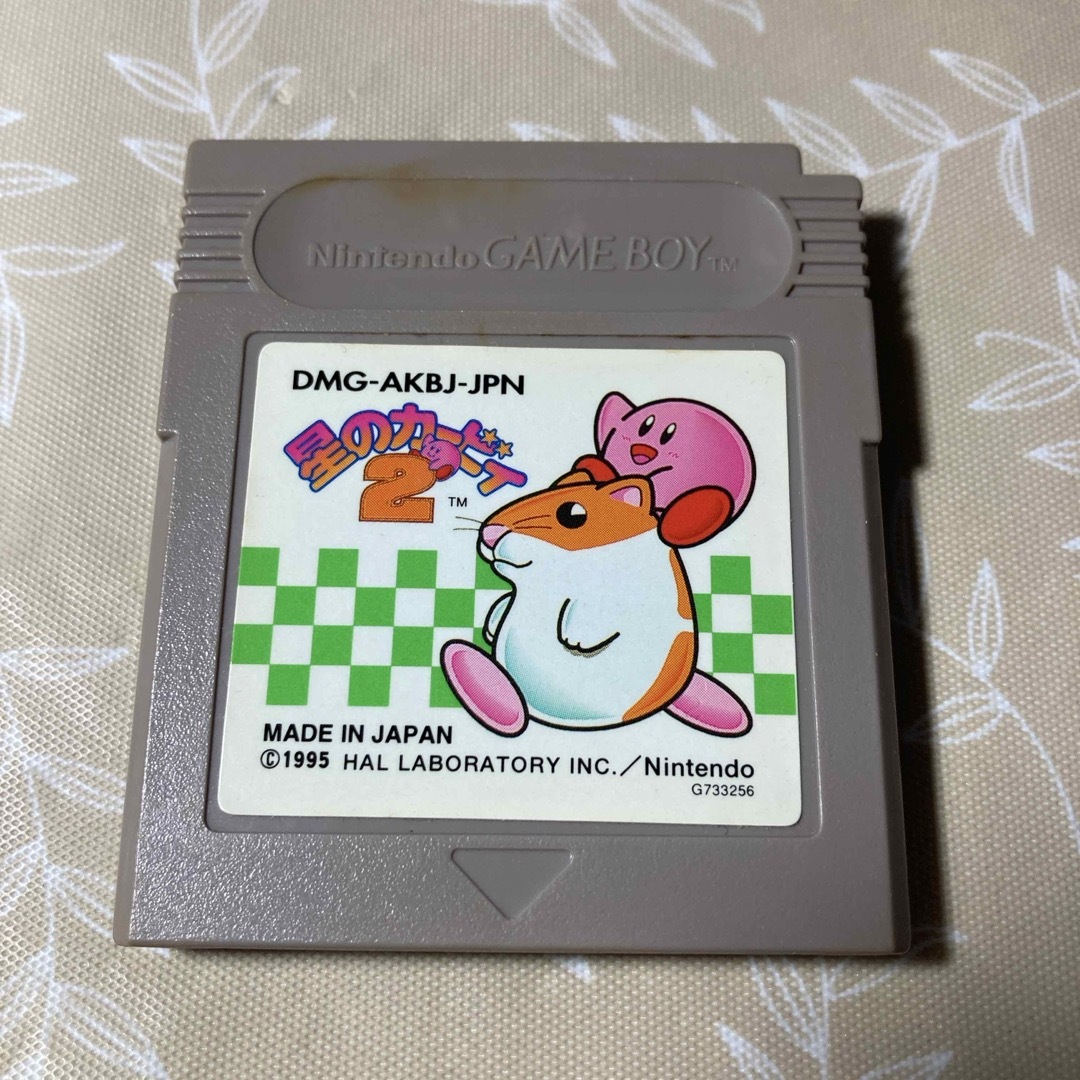 Nintendo GAME BOY TM
DMG-AKBJ-JPN
星のカービィ
2 TM
MADE IN JAPAN
©1995 HAL LABORATORY INC./Nintendo
G733256